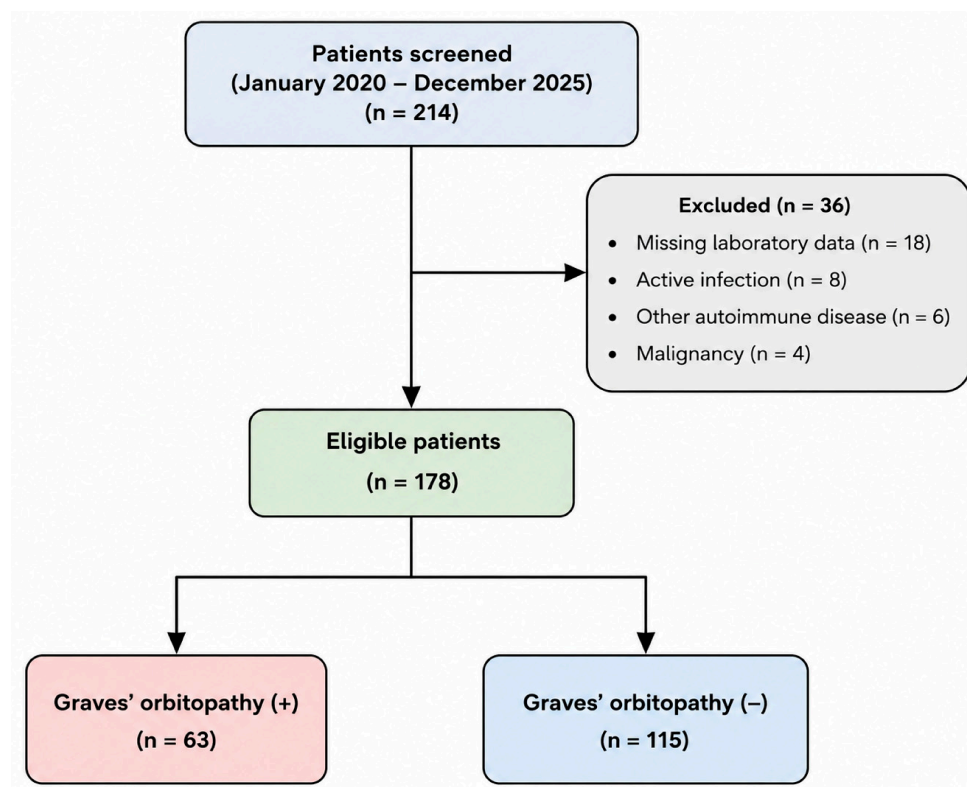 Patients screened
(January 2020 – December 2025)
(n = 214)
Excluded (n = 36)
• Missing laboratory data (n = 18)
• Active infection (n = 8)
• Other autoimmune disease (n = 6)
• Malignancy (n = 4)
Eligible patients
(n = 178)
Graves’ orbitopathy (+)
(n = 63)
Graves’ orbitopathy (–)
(n = 115)